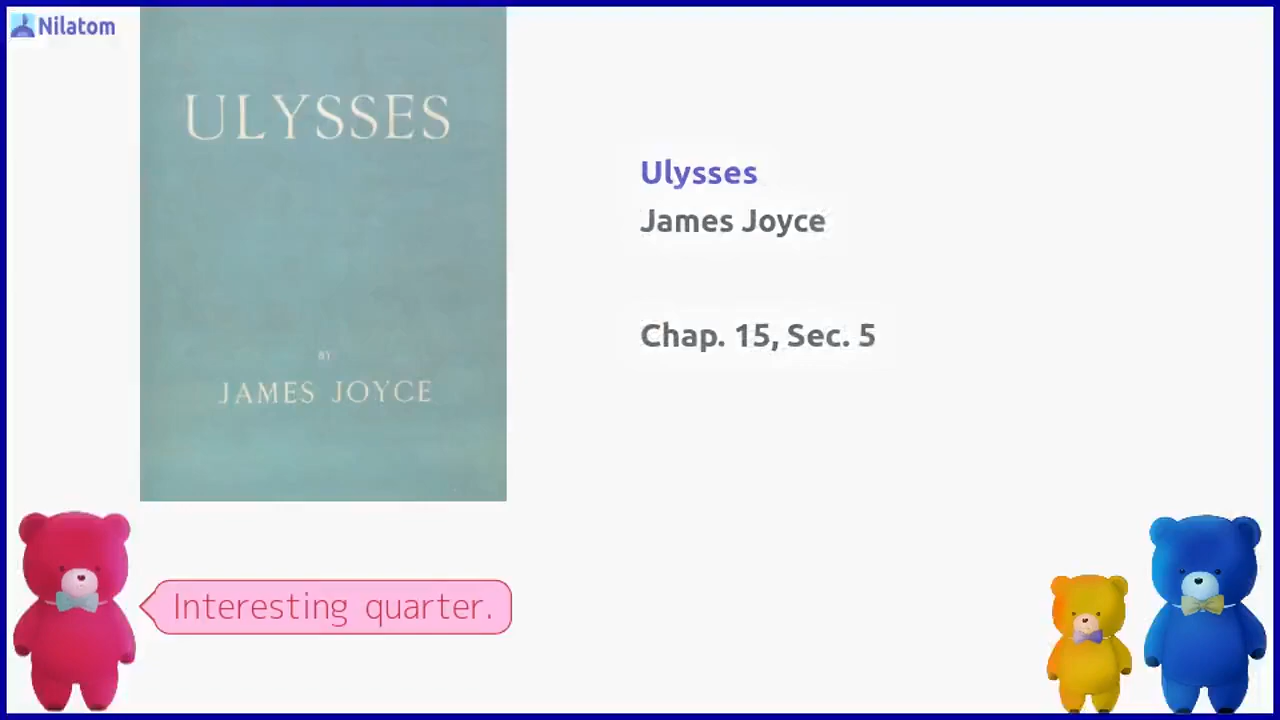 Nilatom
ULYSSES
BY
JAMES JOYCE
Ulysses
James Joyce
Chap. 15, Sec. 5
Interesting quarter.